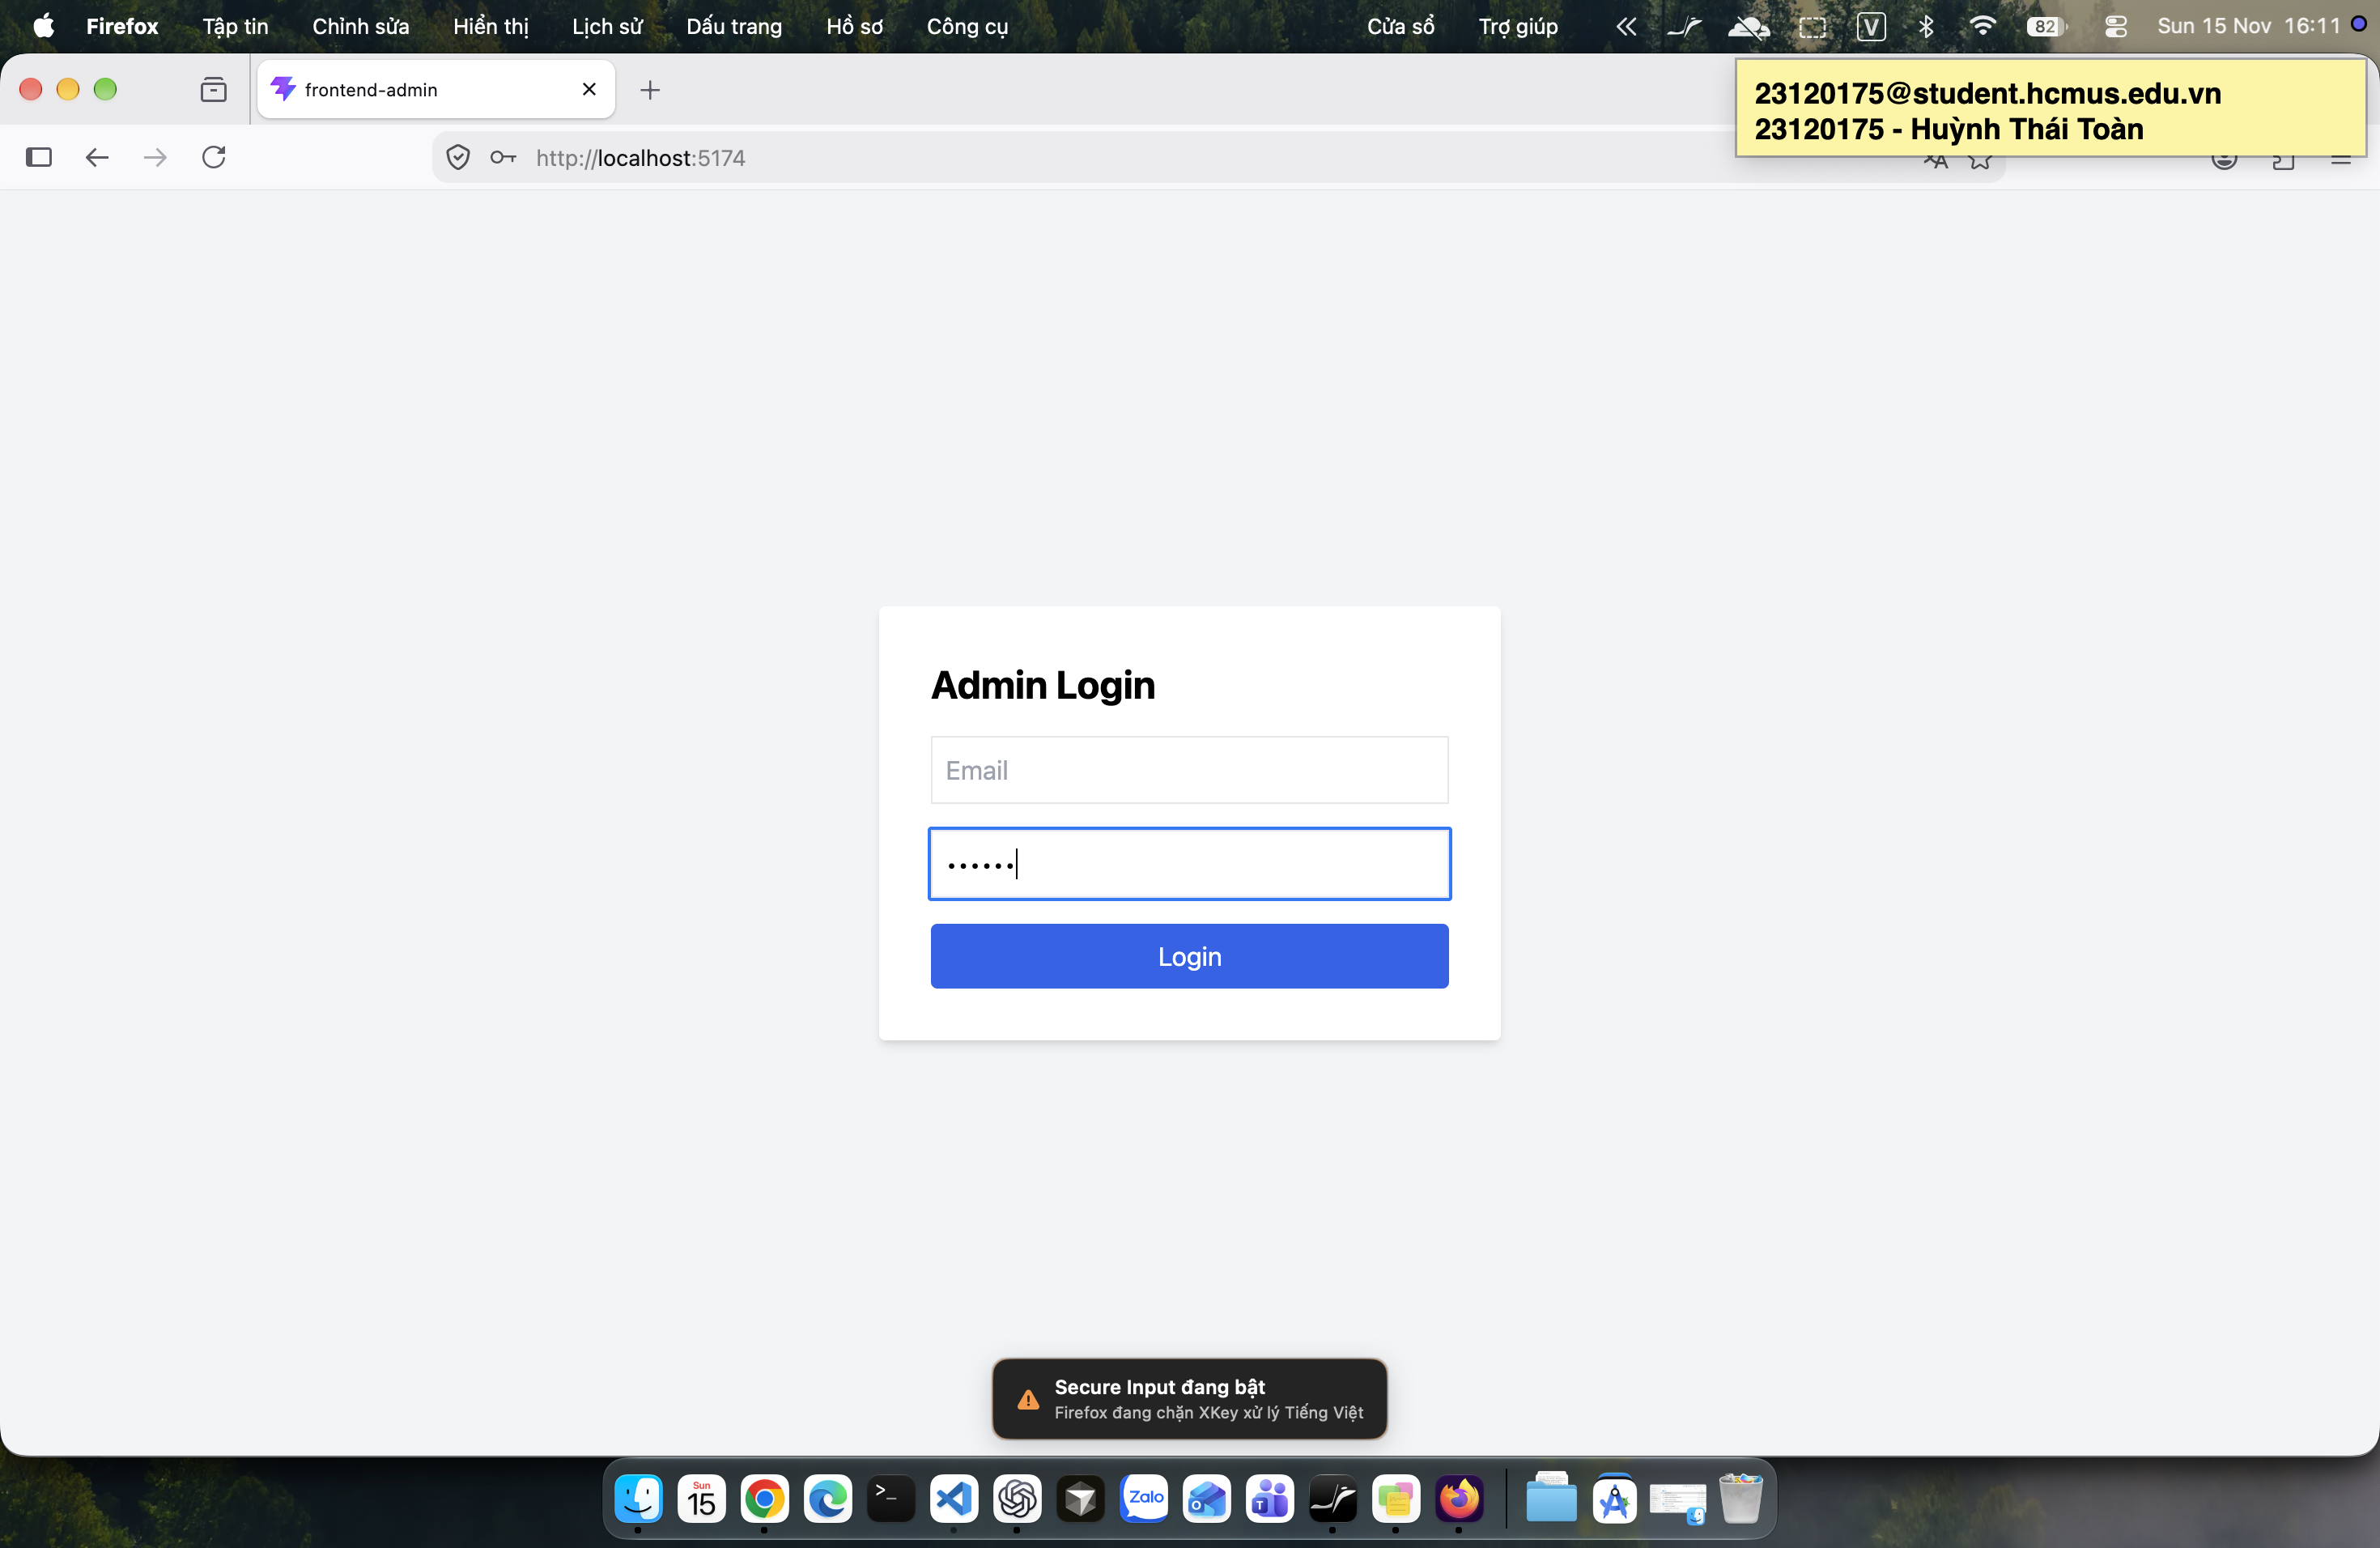 Firefox Tập tin Chỉnh sửa Hiển thị Lịch sử Dấu trang Hồ sơ Công cụ Cửa sổ Trợ giúp V 82 Sun 15 Nov 16:11
frontend-admin
23120175@student.hcmus.edu.vn
23120175 - Huỳnh Thái Toàn
http://localhost:5174
Admin Login
Email
Login
Secure Input đang bật
Firefox đang chặn XKey xử lý Tiếng Việt
Sun
15
Zalo